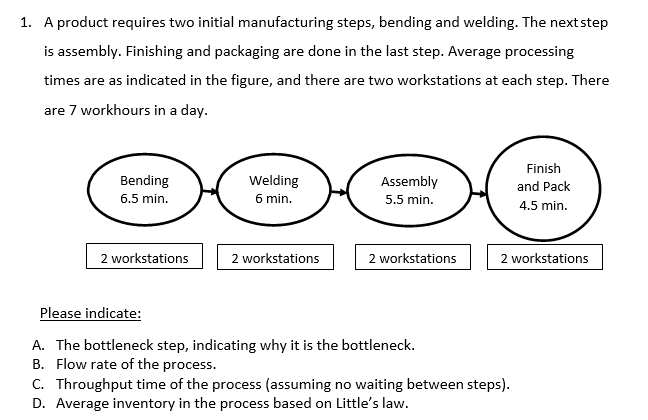 1. A product requires two initial manufacturing steps, bending and welding. The next step
is assembly. Finishing and packaging are done in the last step. Average processing
times are as indicated in the figure, and there are two workstations at each step. There
are 7 workhours in a day.
Bending
6.5 min.
Welding
6 min.
Assembly
5.5 min.
Finish
and Pack
4.5 min.
2 workstations
2 workstations
2 workstations
2 workstations
Please indicate:
A. The bottleneck step, indicating why it is the bottleneck.
B. Flow rate of the process.
C. Throughput time of the process (assuming no waiting between steps).
D. Average inventory in the process based on Little's law.